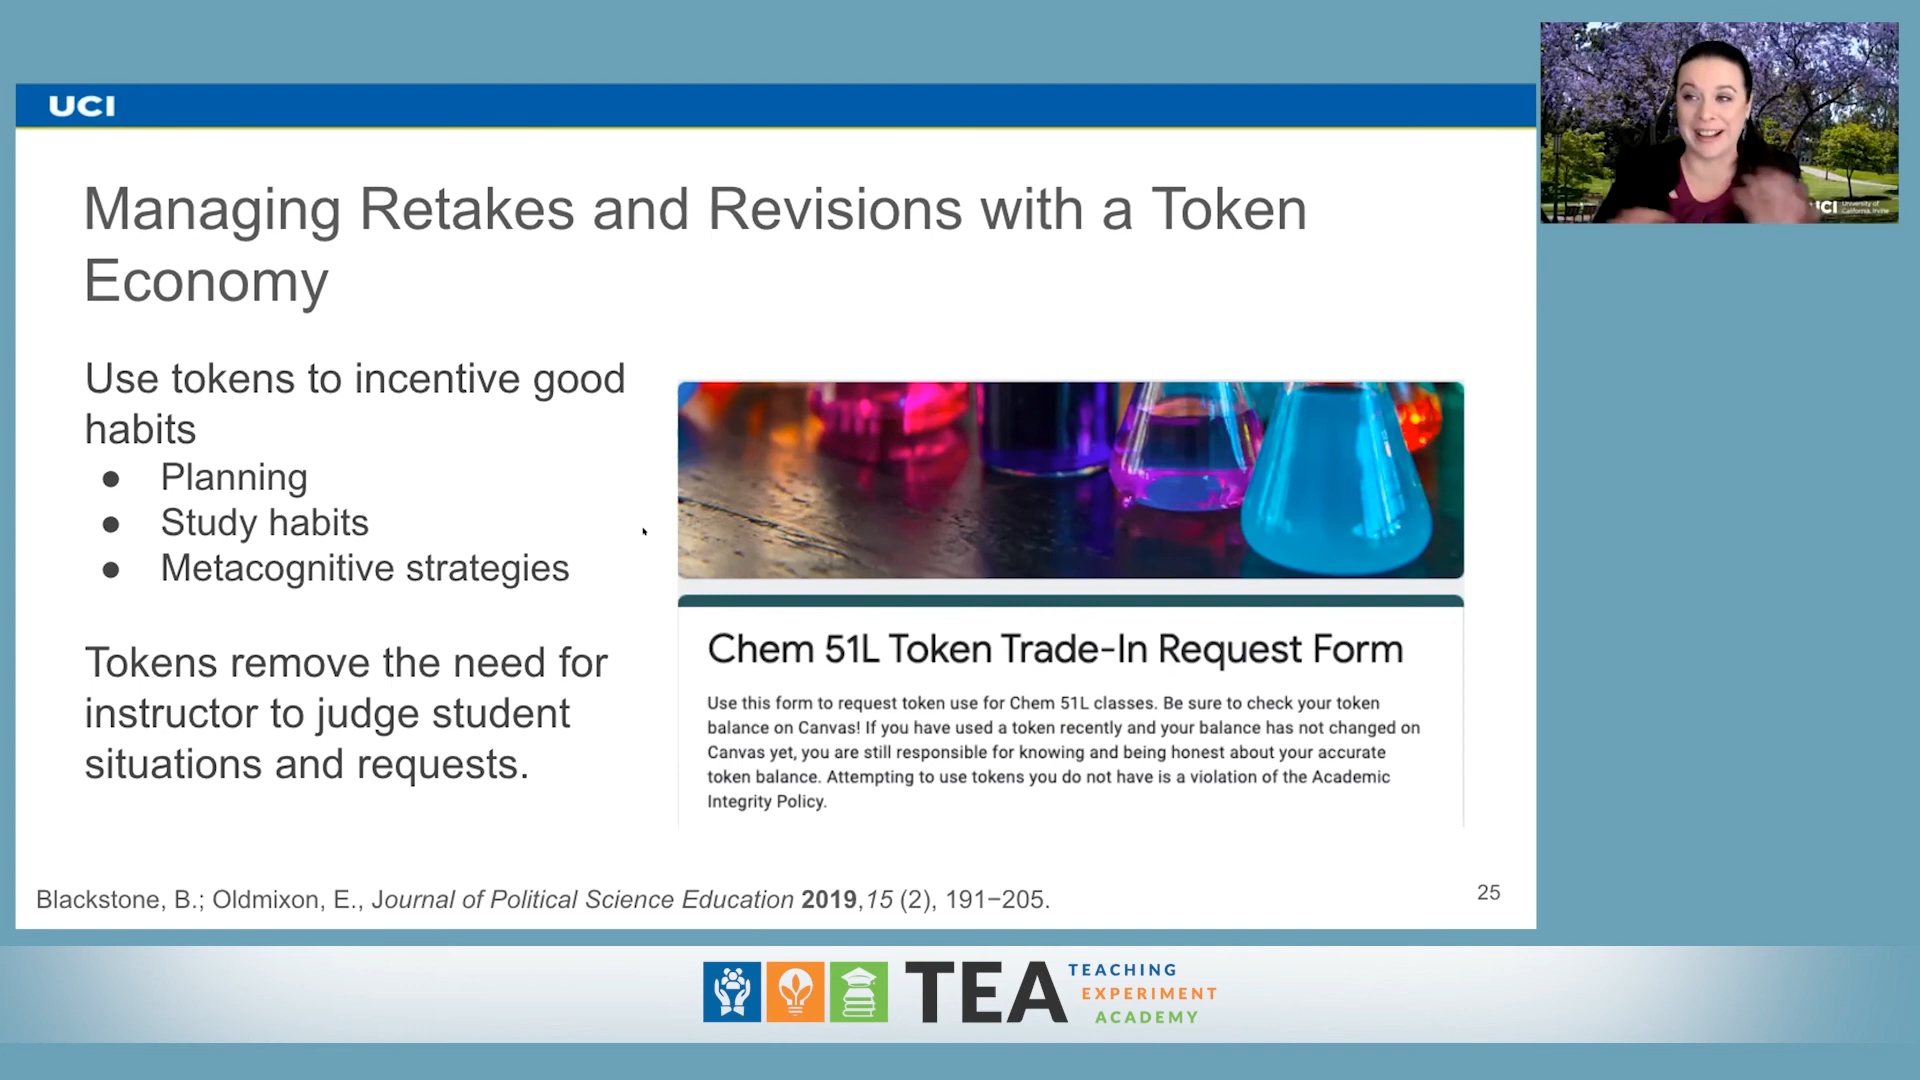 UCI
Managing Retakes and Revisions with a Token
Economy
Use tokens to incentive good
habits
● Planning
● Study habits
● Metacognitive strategies
Tokens remove the need for
instructor to judge student
situations and requests.
Chem 51L Token Trade-In Request Form
Use this form to request token use for Chem 51L classes. Be sure to check your token
balance on Canvas! If you have used a token recently and your balance has not changed on
Canvas yet, you are still responsible for knowing and being honest about your accurate
token balance. Attempting to use tokens you do not have is a violation of the Academic
Integrity Policy.
Blackstone, B.; Oldmixon, E., Journal of Political Science Education 2019,15 (2), 191−205.
25
UCI University of
California, Irvine
TEA TEACHING
EXPERIMENT
ACADEMY